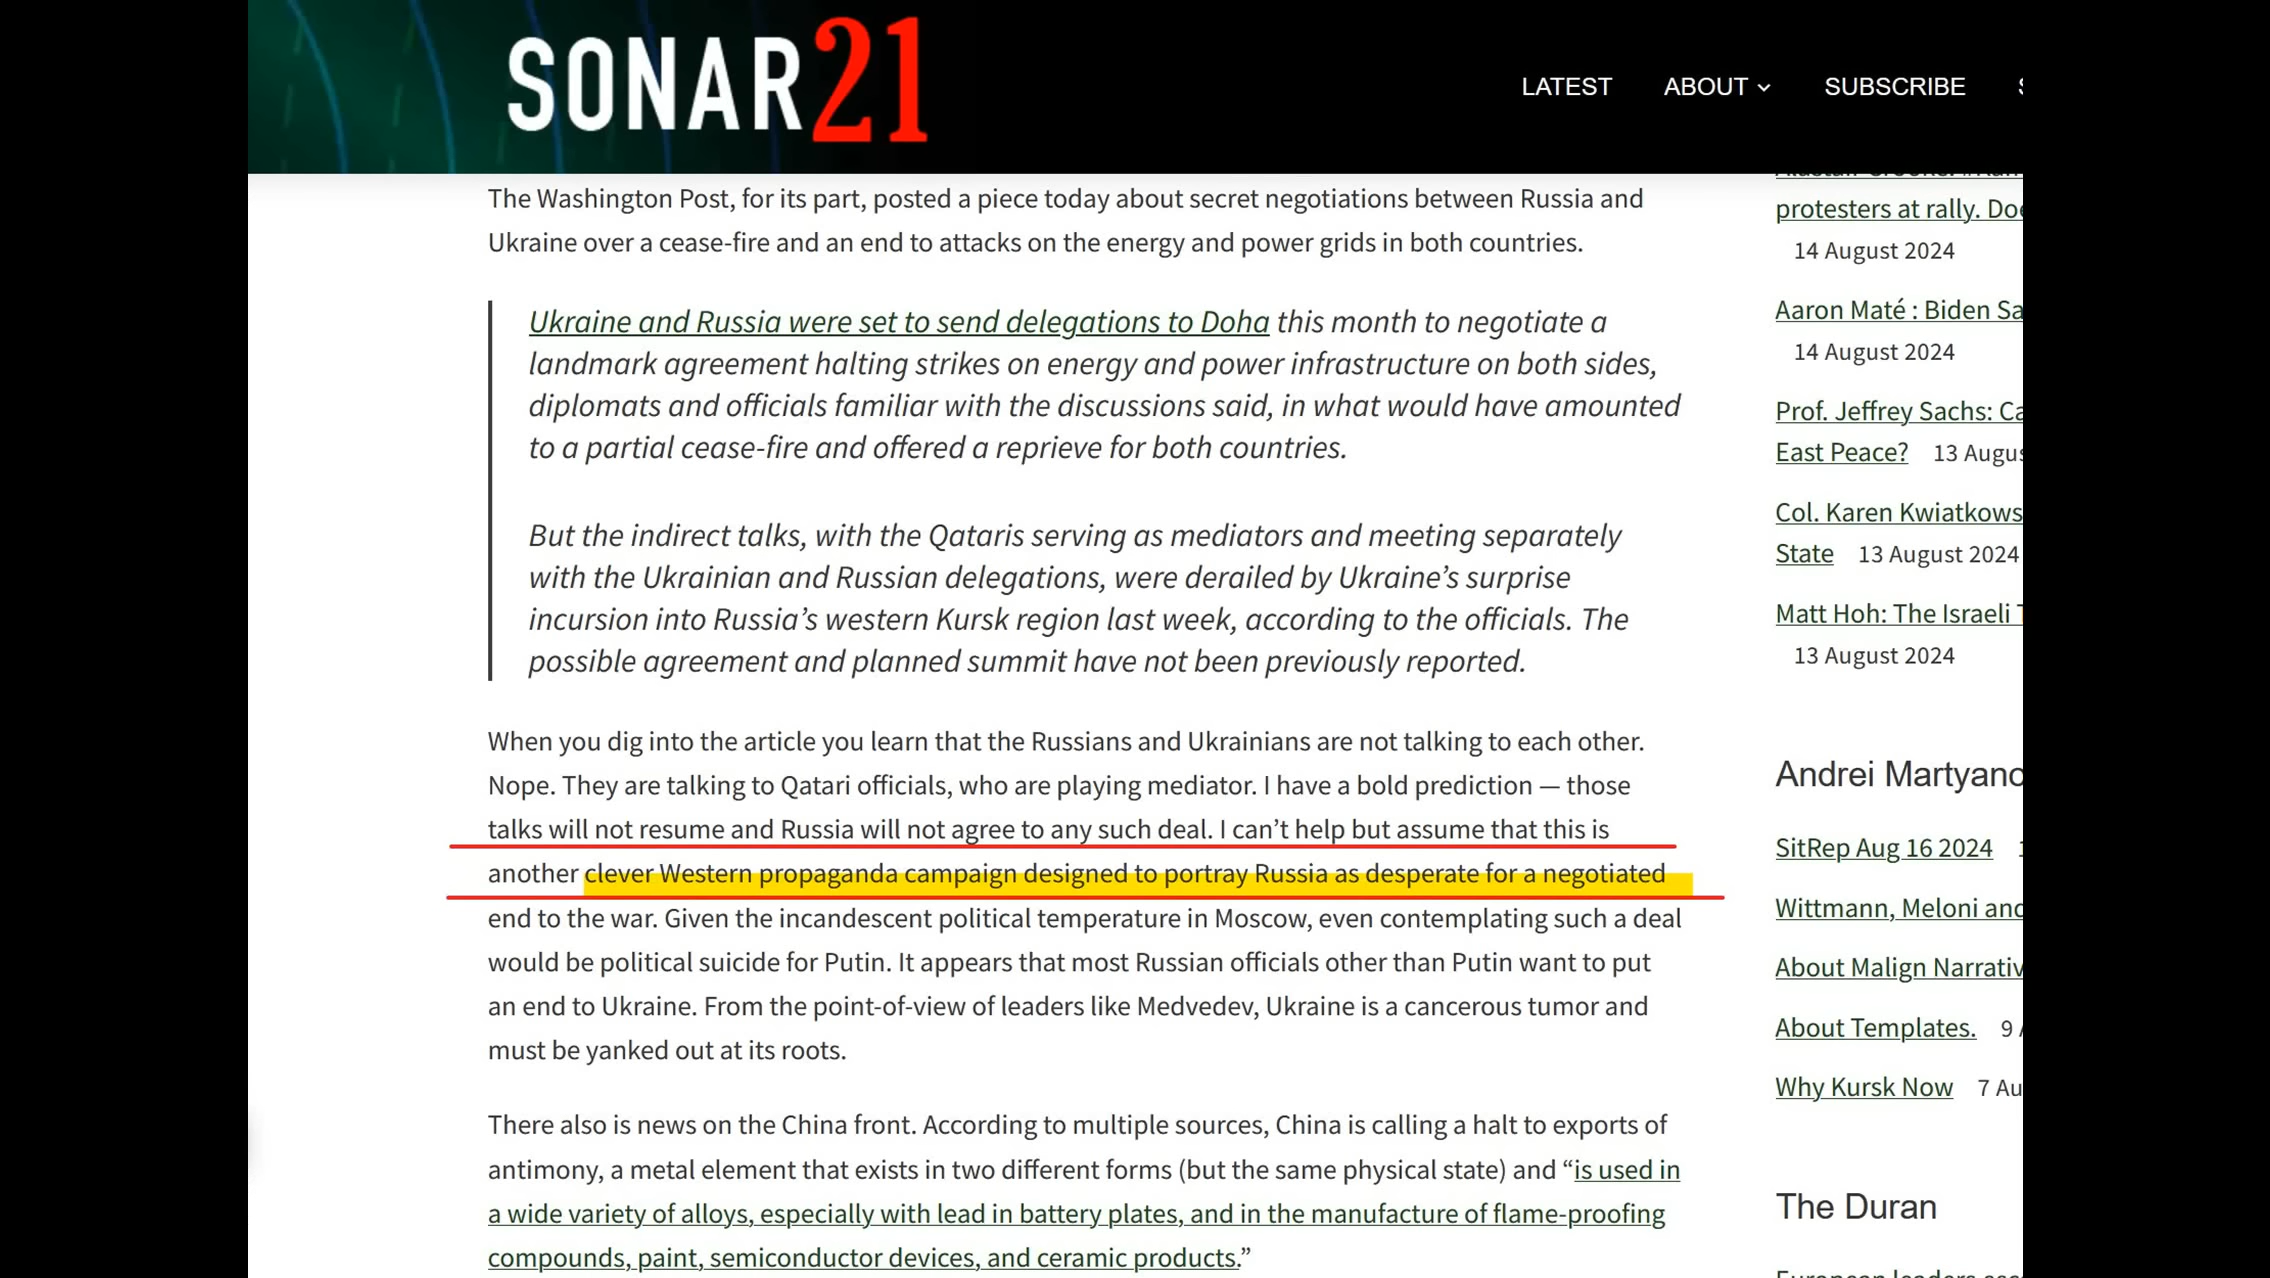 SONAR21
LATEST
ABOUT
SUBSCRIBE
The Washington Post, for its part, posted a piece today about secret negotiations between Russia and
Ukraine over a cease-fire and an end to attacks on the energy and power grids in both countries.
Ukraine and Russia were set to send delegations to Doha this month to negotiate a
landmark agreement halting strikes on energy and power infrastructure on both sides,
diplomats and officials familiar with the discussions said, in what would have amounted
to a partial cease-fire and offered a reprieve for both countries.
But the indirect talks, with the Qataris serving as mediators and meeting separately
with the Ukrainian and Russian delegations, were derailed by Ukraine’s surprise
incursion into Russia’s western Kursk region last week, according to the officials. The
possible agreement and planned summit have not been previously reported.
When you dig into the article you learn that the Russians and Ukrainians are not talking to each other.
Nope. They are talking to Qatari officials, who are playing mediator. I have a bold prediction — those
talks will not resume and Russia will not agree to any such deal. I can’t help but assume that this is
another clever Western propaganda campaign designed to portray Russia as desperate for a negotiated
end to the war. Given the incandescent political temperature in Moscow, even contemplating such a deal
would be political suicide for Putin. It appears that most Russian officials other than Putin want to put
an end to Ukraine. From the point-of-view of leaders like Medvedev, Ukraine is a cancerous tumor and
must be yanked out at its roots.
There also is news on the China front. According to multiple sources, China is calling a halt to exports of
antimony, a metal element that exists in two different forms (but the same physical state) and “is used in
a wide variety of alloys, especially with lead in battery plates, and in the manufacture of flame-proofing
compounds, paint, semiconductor devices, and ceramic products.”
protesters at rally.
14 August 2024
Aaron Maté : Biden
14 August 2024
Prof. Jeffrey Sachs:
East Peace? 13
Col. Karen
State 13 August 2024
Matt Hoh: The Israeli
13 August 2024
Andrei
SitRep Aug 16 2024
Wittmann, Meloni
About Malign
About Templates. 9
Why Kursk Now 7
The Duran